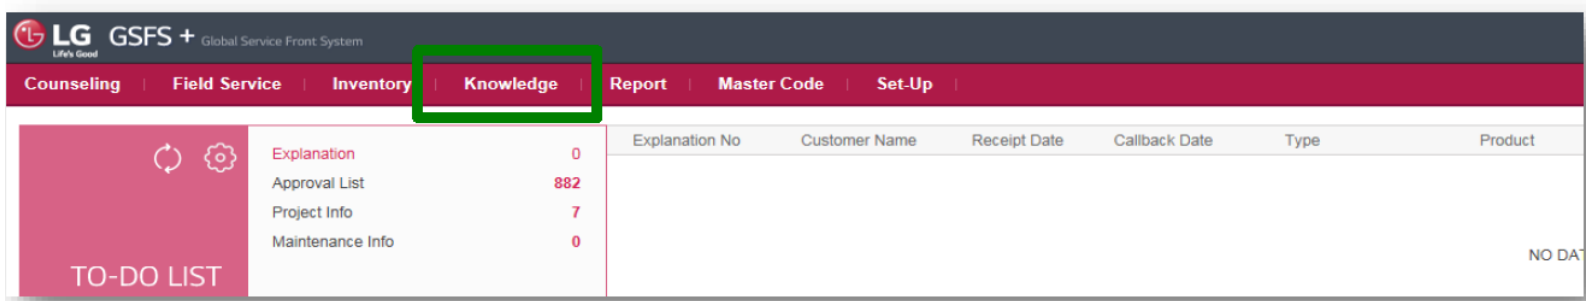 LG GSFS + Global Service Front System
Life's Good
Counseling Field Service Inventory Knowledge Report Master Code Set-Up
Explanation No Customer Name Receipt Date Callback Date Type Product
Explanation 0
Approval List 882
Project Info 7
Maintenance Info 0
NO DAT
TO-DO LIST